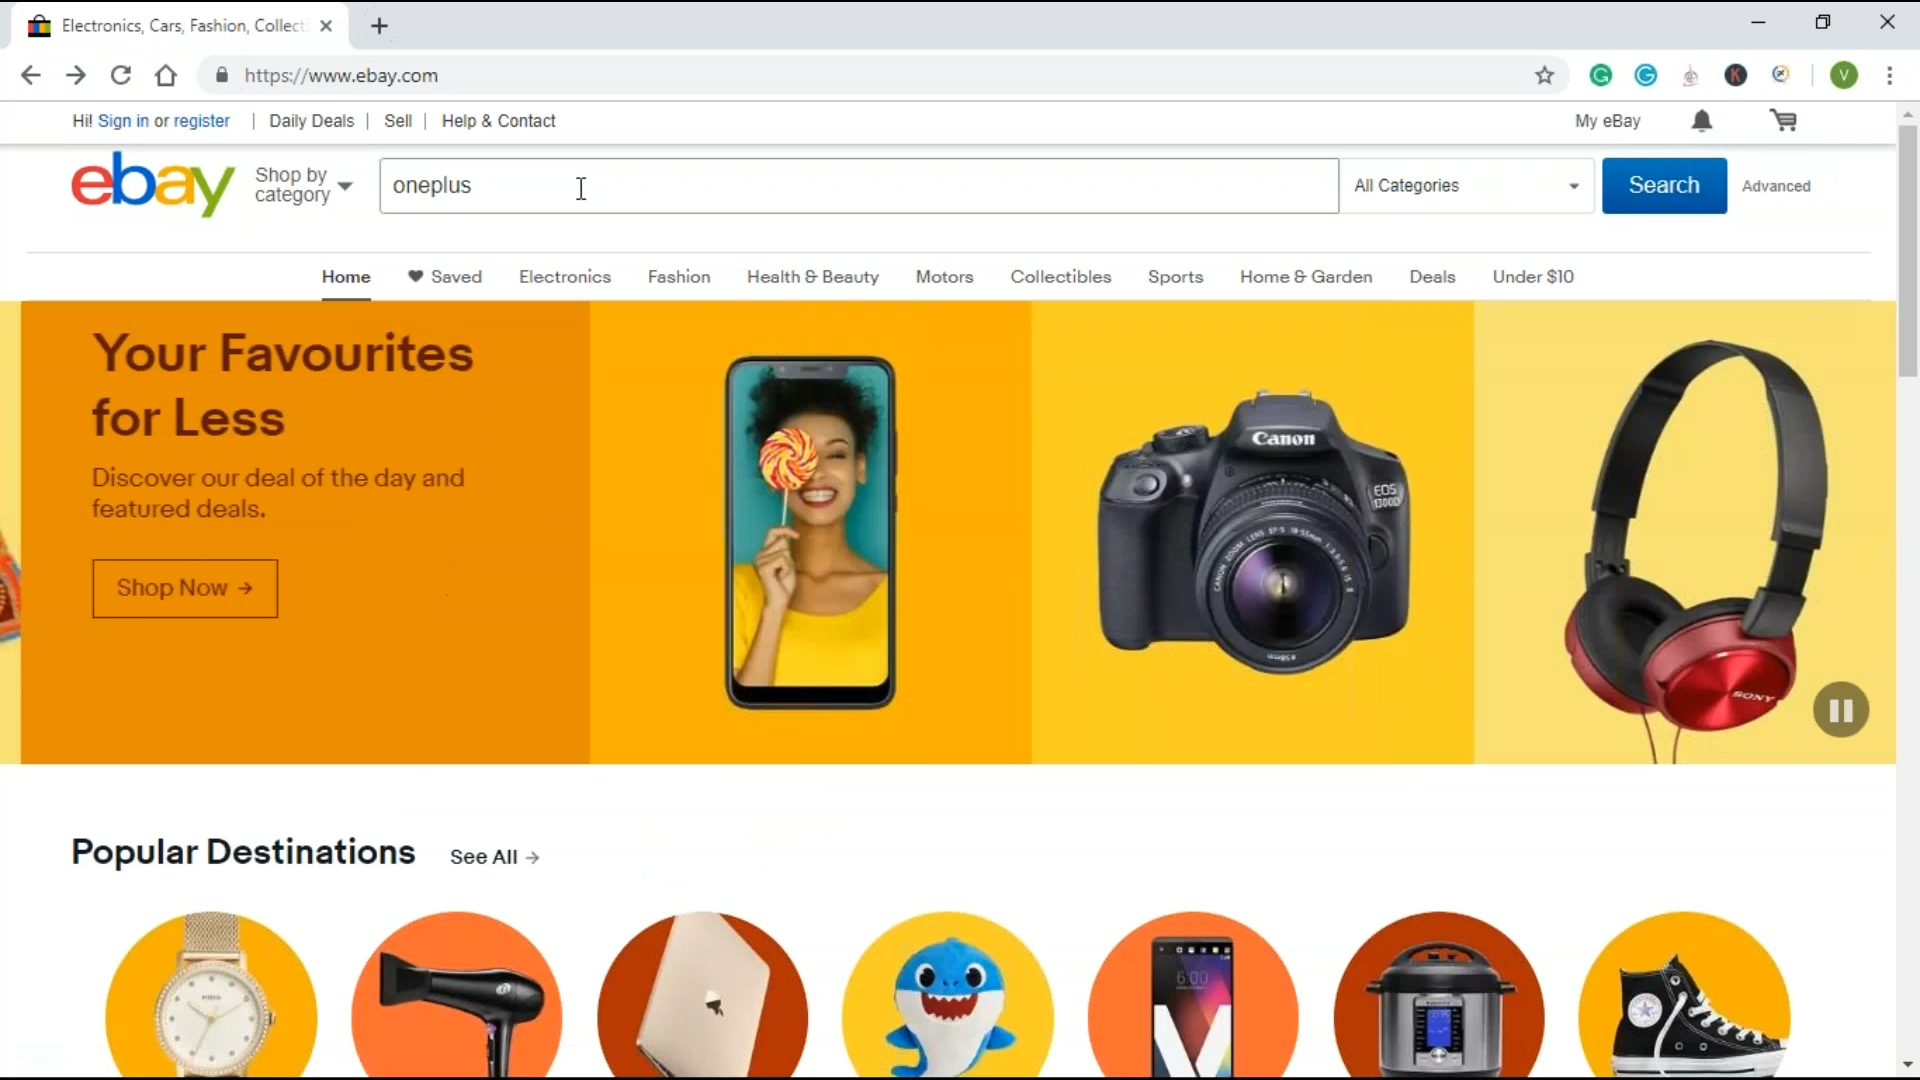 Electronics, Cars, Fashion, Collect
https://www.ebay.com
V
Hi! Sign in or register | Daily Deals | Sell | Help & Contact
My eBay
ebay
Shop by
category
oneplus
All Categories
Search
Advanced
Home
Saved
Electronics
Fashion
Health & Beauty
Motors
Collectibles
Sports
Home & Garden
Deals
Under $10
Your Favourites
for Less
Discover our deal of the day and
featured deals.
Shop Now →
Canon
EOS
1300D
SONY
Popular Destinations
See All →
6:00